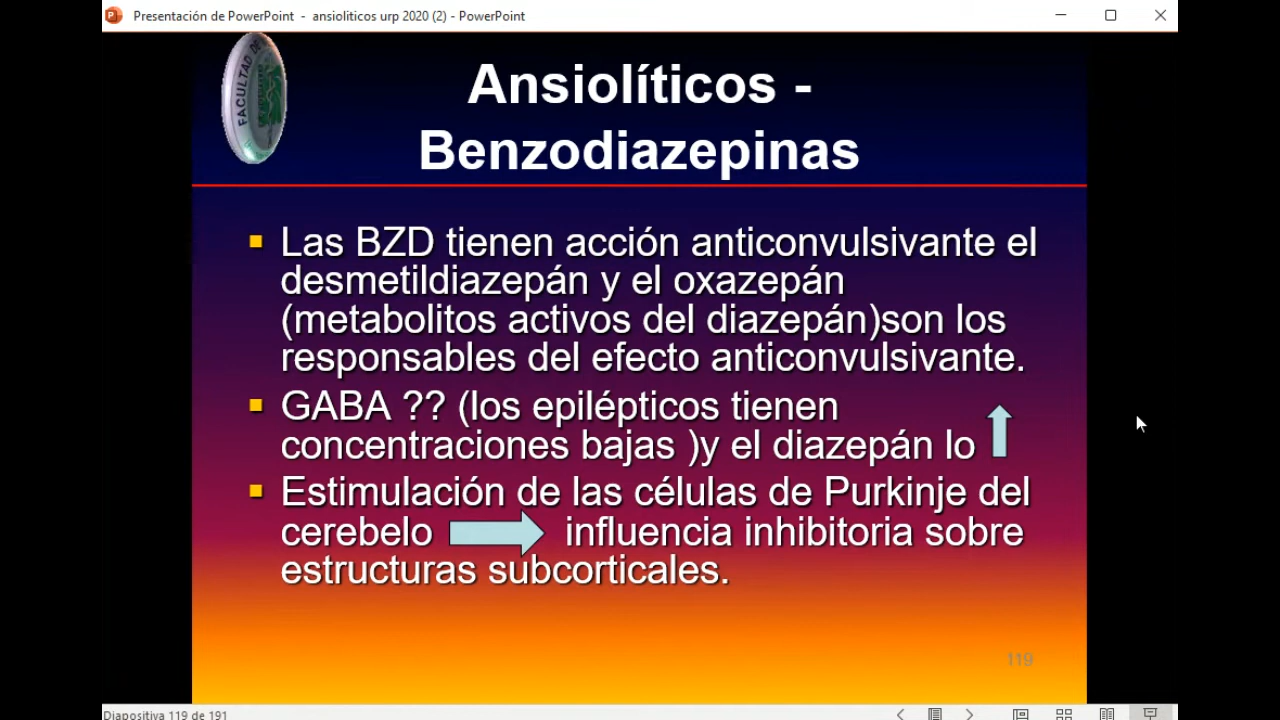 Presentación de PowerPoint - ansioliticos urp 2020 (2) - PowerPoint
FACULTAD DE
Ansiolíticos -
Benzodiazepinas
Las BZD tienen acción anticonvulsivante el
desmetildiazepán y el oxazepán
(metabolitos activos del diazepán)son los
responsables del efecto anticonvulsivante.
GABA ?? (los epilépticos tienen
concentraciones bajas )y el diazepán lo
Estimulación de las células de Purkinje del
cerebelo influencia inhibitoria sobre
estructuras subcorticales.
119
Diapositiva 119 de 191